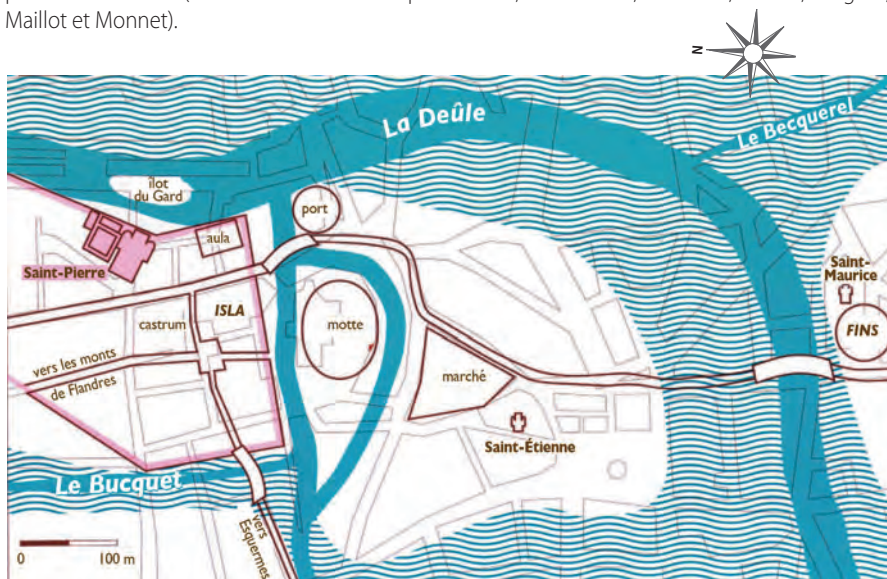 Maillot et Monnet).
N
La Deûle
Le Becquerel
îlot
du Gard
port
aula
Saint-Pierre
Saint-
Maurice
ISLA
castrum
motte
FINS
vers les monts
de Flandres
marché
Saint-Étienne
Le Bucquet
vers
Esquermes
0 100 m